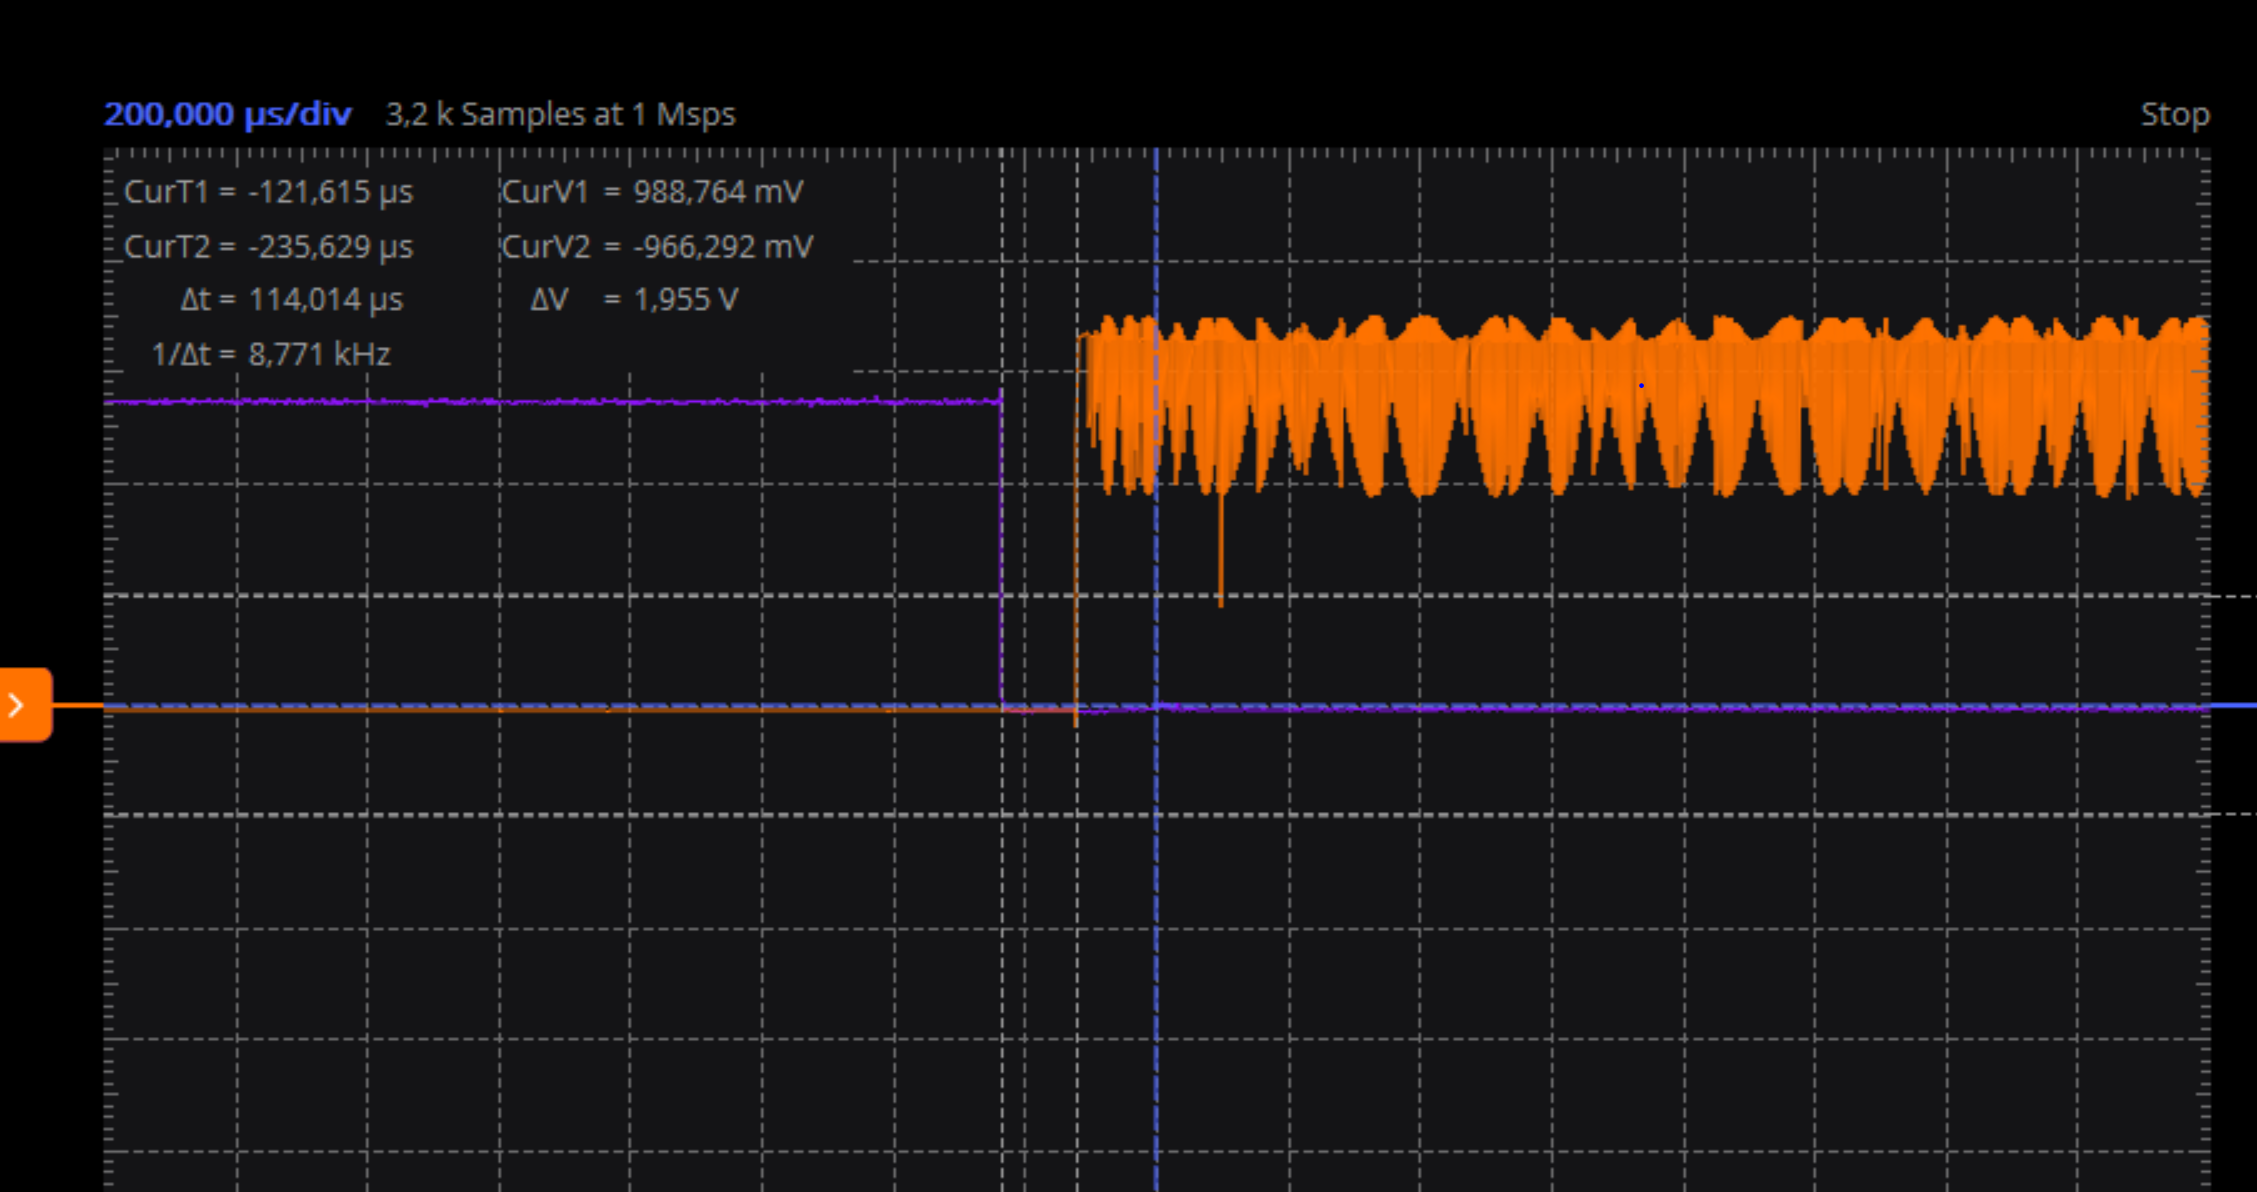 200,000 µs/div 3,2 k Samples at 1 Msps Stop
CurT1 = -121,615 µs CurV1 = 988,764 mV
CurT2 = -235,629 µs CurV2 = -966,292 mV
Δt = 114,014 µs ΔV = 1,955 V
1/Δt = 8,771 kHz